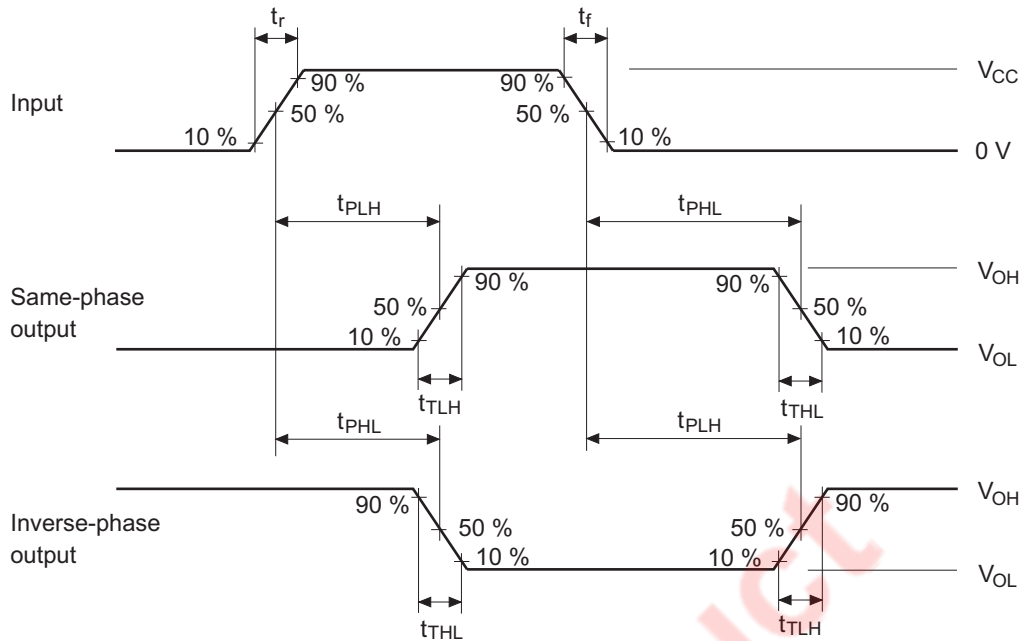 tr
tf
90 %
90 %
VCC
Input
50 %
50 %
10 %
10 %
0 V
tPLH
tPHL
90 %
90 %
VOH
Same-phase
output
50 %
50 %
10 %
10 %
VOL
tTLH
tTHL
tPHL
tPLH
90 %
90 %
VOH
Inverse-phase
output
50 %
50 %
10 %
10 %
VOL
tTHL
tTLH
uct